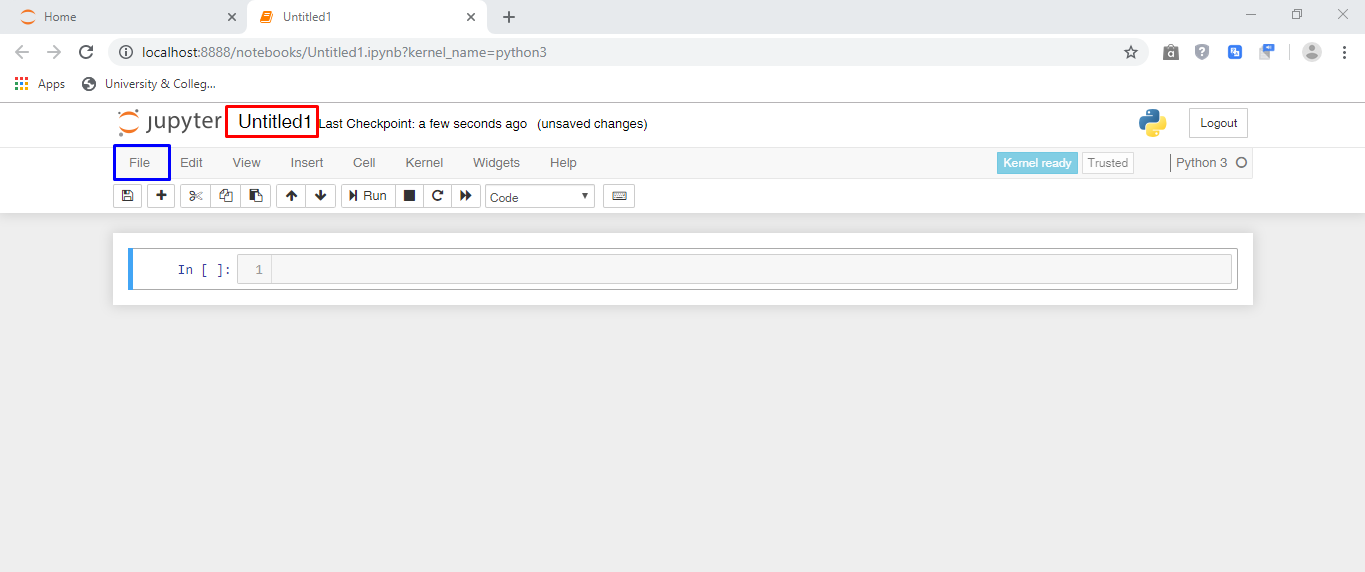 Home
Untitled1
localhost:8888/notebooks/Untitled1.ipynb?kernel_name=python3
Apps University & Colleg...
jupyter Untitled1 Last Checkpoint: a few seconds ago (unsaved changes) Logout
File Edit View Insert Cell Kernel Widgets Help Kernel ready Trusted Python 3
Run Code
In [ ]: 1